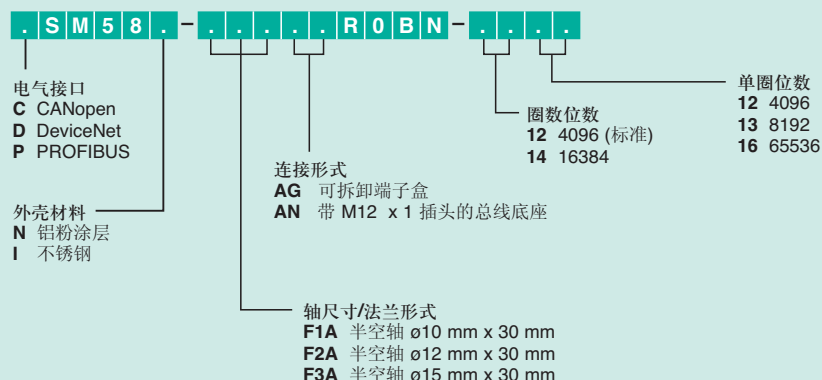 .SM58.-.....R0BN-....
电气接口
C CANopen
D DeviceNet
P PROFIBUS
外壳材料
N 铝粉涂层
I 不锈钢
轴尺寸/法兰形式
F1A 半空轴 ø10 mm x 30 mm
F2A 半空轴 ø12 mm x 30 mm
F3A 半空轴 ø15 mm x 30 mm
连接形式
AG 可拆卸端子盒
AN 带 M12 x 1 插头的总线底座
圈数位数
12 4096 (标准)
14 16384
单圈位数
12 4096
13 8192
16 65536